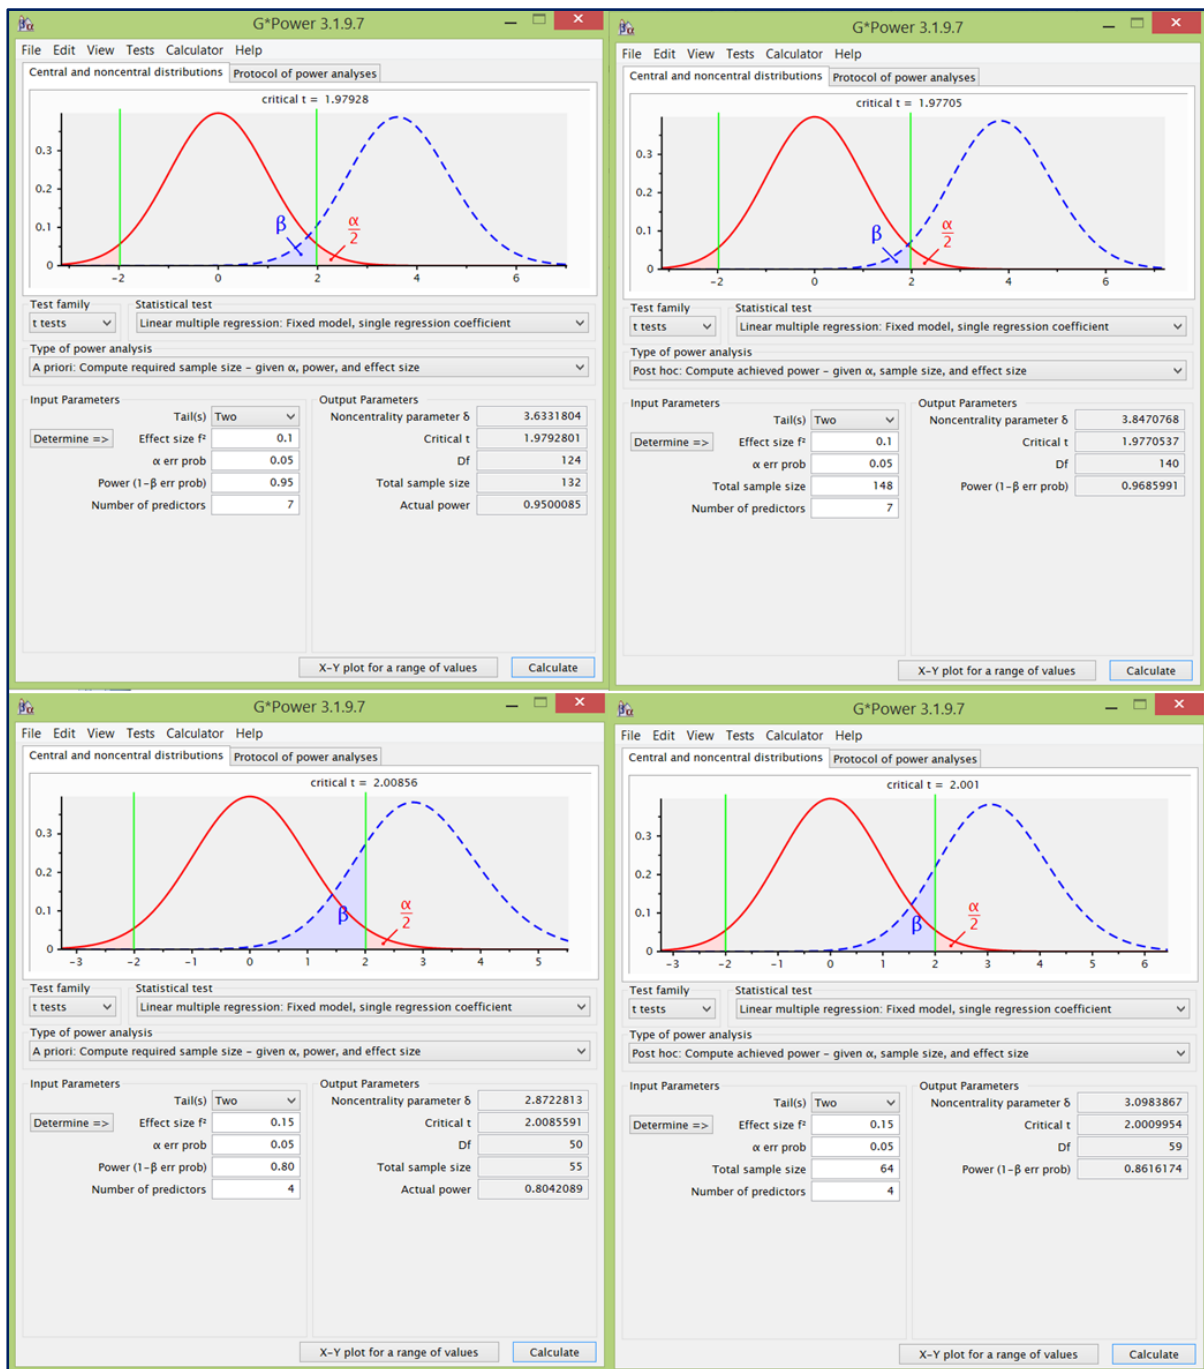 G*Power 3.1.9.7
File Edit View Tests Calculator Help
Central and noncentral distributions Protocol of power analyses
critical t = 1.97928
0.3
0.2
0.1
0
β
α
2
-2 0 2 4 6
Test family Statistical test
t tests Linear multiple regression: Fixed model, single regression coefficient
Type of power analysis
A priori: Compute required sample size – given α, power, and effect size
Input Parameters Output Parameters
Tail(s) Two Noncentrality parameter δ 3.6331804
Determine => Effect size f² 0.1 Critical t 1.9792801
α err prob 0.05 Df 124
Power (1-β err prob) 0.95 Total sample size 132
Number of predictors 7 Actual power 0.9500085
X-Y plot for a range of values Calculate
G*Power 3.1.9.7
File Edit View Tests Calculator Help
Central and noncentral distributions Protocol of power analyses
critical t = 1.97705
0.3
0.2
0.1
0
β
α
2
-2 0 2 4 6
Test family Statistical test
t tests Linear multiple regression: Fixed model, single regression coefficient
Type of power analysis
Post hoc: Compute achieved power – given α, sample size, and effect size
Input Parameters Output Parameters
Tail(s) Two Noncentrality parameter δ 3.8470768
Determine => Effect size f² 0.1 Critical t 1.9770537
α err prob 0.05 Df 140
Total sample size 148 Power (1-β err prob) 0.9685991
Number of predictors 7
X-Y plot for a range of values Calculate
G*Power 3.1.9.7
File Edit View Tests Calculator Help
Central and noncentral distributions Protocol of power analyses
critical t = 2.00856
0.3
0.2
0.1
0
β
α
2
-3 -2 -1 0 1 2 3 4 5
Test family Statistical test
t tests Linear multiple regression: Fixed model, single regression coefficient
Type of power analysis
A priori: Compute required sample size – given α, power, and effect size
Input Parameters Output Parameters
Tail(s) Two Noncentrality parameter δ 2.8722813
Determine => Effect size f² 0.15 Critical t 2.0085591
α err prob 0.05 Df 50
Power (1-β err prob) 0.80 Total sample size 55
Number of predictors 4 Actual power 0.8042089
X-Y plot for a range of values Calculate
G*Power 3.1.9.7
File Edit View Tests Calculator Help
Central and noncentral distributions Protocol of power analyses
critical t = 2.001
0.3
0.2
0.1
0
β
α
2
-3 -2 -1 0 1 2 3 4 5 6
Test family Statistical test
t tests Linear multiple regression: Fixed model, single regression coefficient
Type of power analysis
Post hoc: Compute achieved power – given α, sample size, and effect size
Input Parameters Output Parameters
Tail(s) Two Noncentrality parameter δ 3.0983867
Determine => Effect size f² 0.15 Critical t 2.0009954
α err prob 0.05 Df 59
Total sample size 64 Power (1-β err prob) 0.8616174
Number of predictors 4
X-Y plot for a range of values Calculate